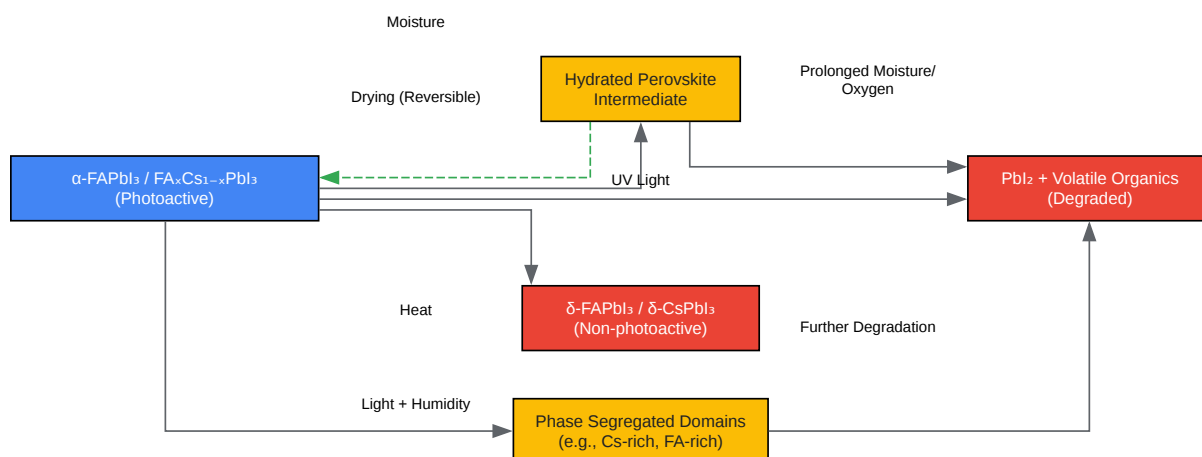 Moisture
Hydrated Perovskite
Intermediate
Prolonged Moisture/
Oxygen
Drying (Reversible)
α-FAPbI₃ / FAₓCs₁₋ₓPbI₃
(Photoactive)
UV Light
PbI₂ + Volatile Organics
(Degraded)
Heat
δ-FAPbI₃ / δ-CsPbI₃
(Non-photoactive)
Further Degradation
Light + Humidity
Phase Segregated Domains
(e.g., Cs-rich, FA-rich)